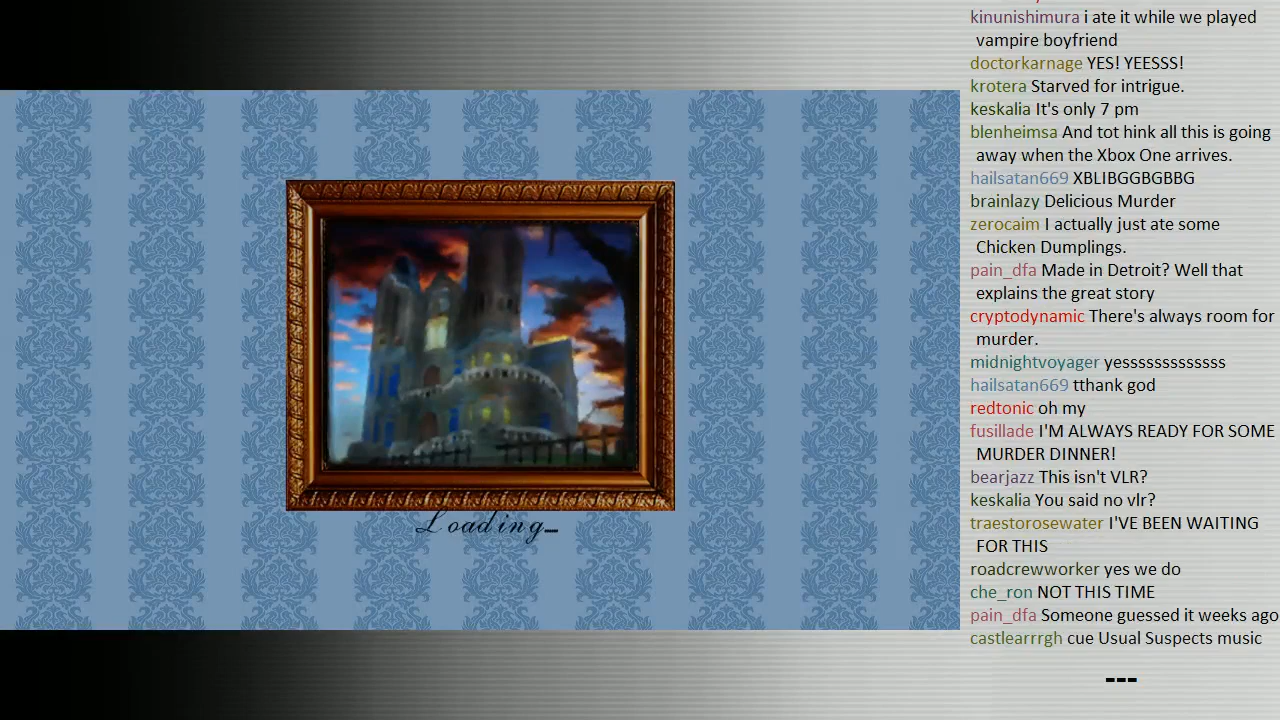 kinunishimura i ate it while we played
vampire boyfriend
doctorkarnage YES! YEESSS!
krotera Starved for intrigue.
keskalia It's only 7 pm
blenheimsa And tot hink all this is going
away when the Xbox One arrives.
hailsatan669 XBLIBGGBGBBG
brainlazy Delicious Murder
zerocaim I actually just ate some
Chicken Dumplings.
pain_dfa Made in Detroit? Well that
explains the great story
cryptodynamic There's always room for
murder.
midnightvoyager yesssssssssssss
hailsatan669 tthank god
redtonic oh my
fusillade I'M ALWAYS READY FOR SOME
MURDER DINNER!
bearjazz This isn't VLR?
keskalia You said no vlr?
traestorosewater I'VE BEEN WAITING
FOR THIS
roadcrewworker yes we do
che_ron NOT THIS TIME
pain_dfa Someone guessed it weeks ago
castlearrrgh cue Usual Suspects music
---
Loading...